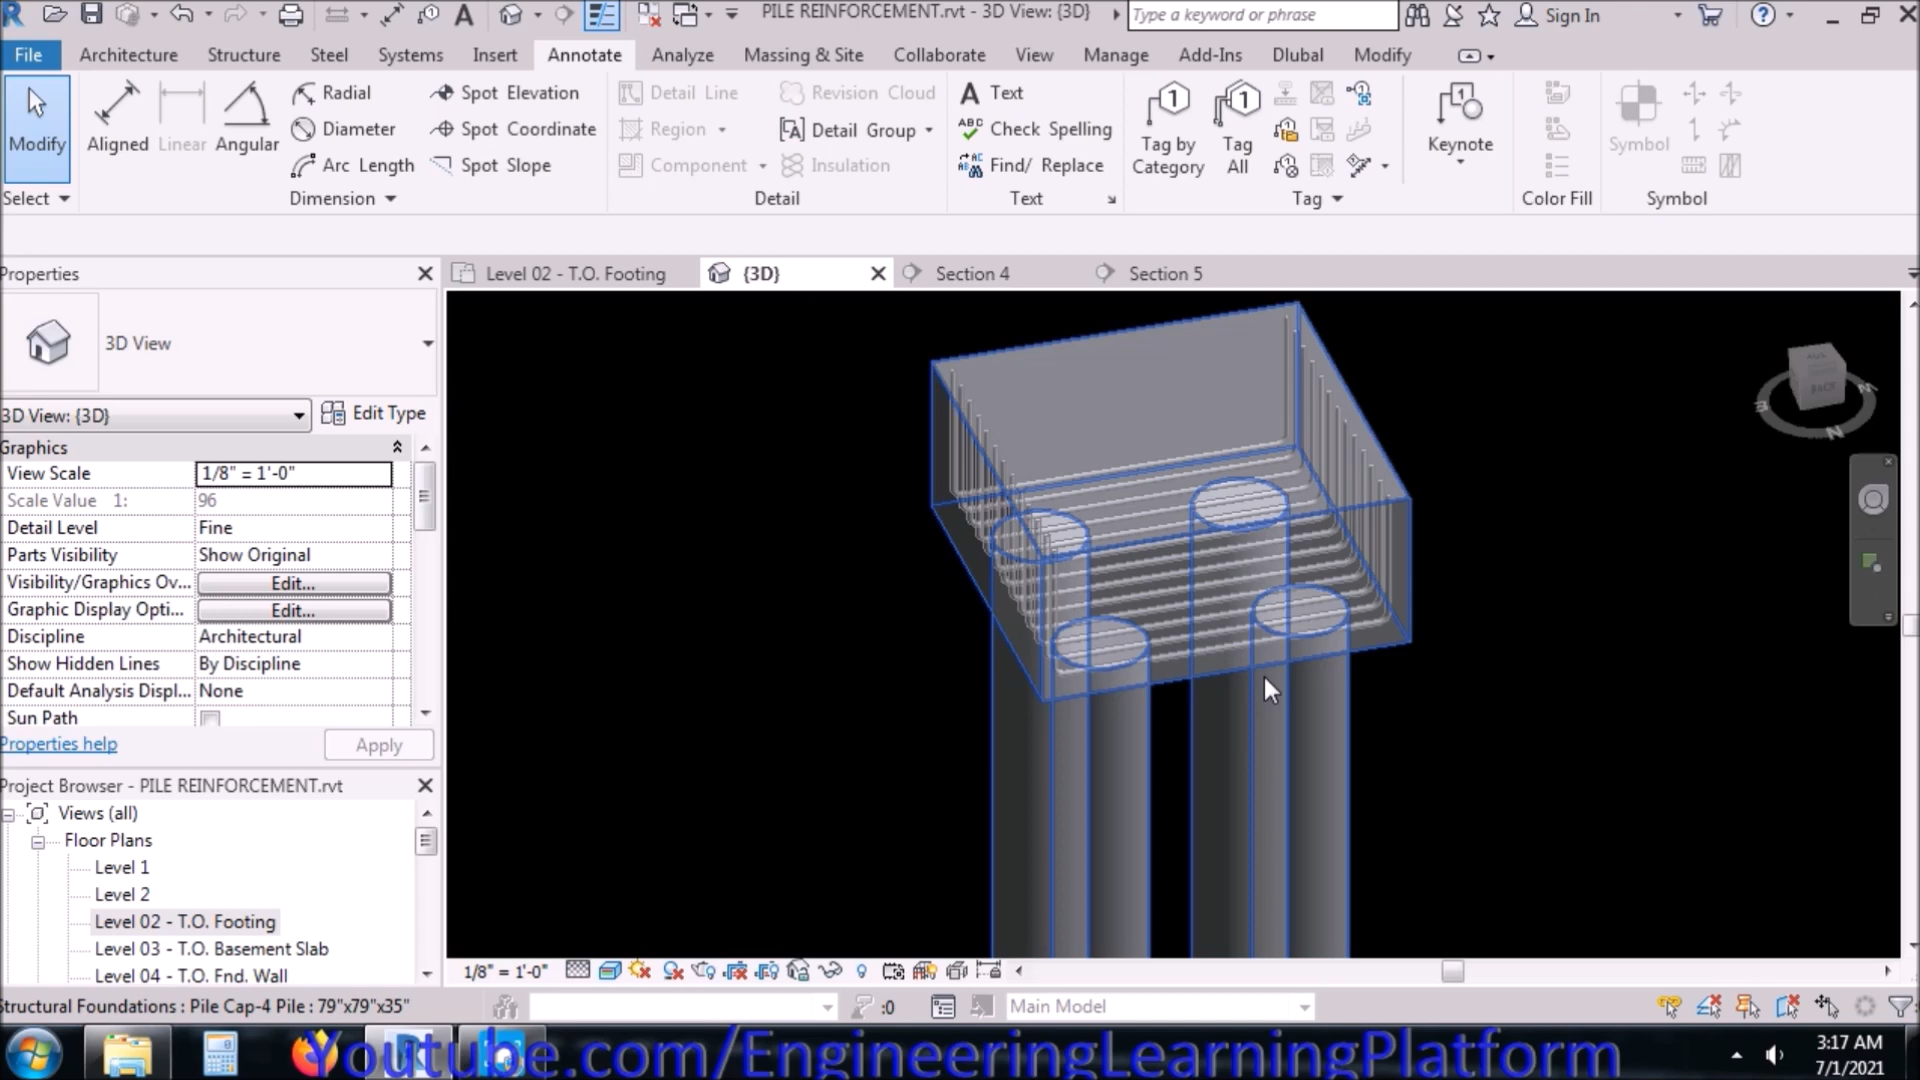 PILE REINFORCEMENT.rvt - 3D View: {3D}
Type a keyword or phrase
Sign In
File Architecture Structure Steel Systems Insert Annotate Analyze Massing & Site Collaborate View Manage Add-Ins Dlubal Modify
Modify
Aligned
Linear
Angular
Radial
Diameter
Arc Length
Spot Elevation
Spot Coordinate
Spot Slope
Detail Line
Region
Component
Revision Cloud
Detail Group
Insulation
Text
Check Spelling
Find/ Replace
Tag by
Category
Tag
All
Keynote
Symbol
Select
Dimension
Detail
Text
Tag
Color Fill
Symbol
Properties
Level 02 - T.O. Footing
{3D}
Section 4
Section 5
3D View
3D View: {3D}
Edit Type
Graphics
View Scale 1/8" = 1'-0"
Scale Value 1: 96
Detail Level Fine
Parts Visibility Show Original
Visibility/Graphics Ov... Edit...
Graphic Display Opti... Edit...
Discipline Architectural
Show Hidden Lines By Discipline
Default Analysis Displ... None
Sun Path
Properties help
Apply
BACK
N
Project Browser - PILE REINFORCEMENT.rvt
Views (all)
Floor Plans
Level 1
Level 2
Level 02 - T.O. Footing
Level 03 - T.O. Basement Slab
Level 04 - T.O. Fnd. Wall
1/8" = 1'-0"
Structural Foundations : Pile Cap-4 Pile : 79"x79"x35"
:0
Main Model
Youtube.com/EngineeringLearningPlatform
3:17 AM
7/1/2021